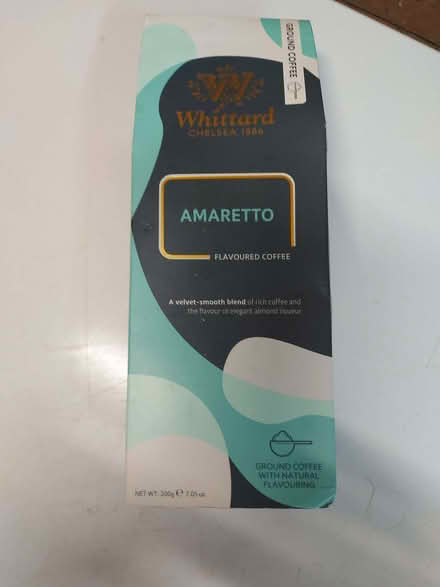 GROUND COFFEE
W
Whittard
CHELSEA 1886
AMARETTO
FLAVOURED COFFEE
A velvet-smooth blend of rich coffee and
the flavour of elegant almond liqueur
GROUND COFFEE
WITH NATURAL
FLAVOURING
NET WT. 200g ℮ 7.05 oz.